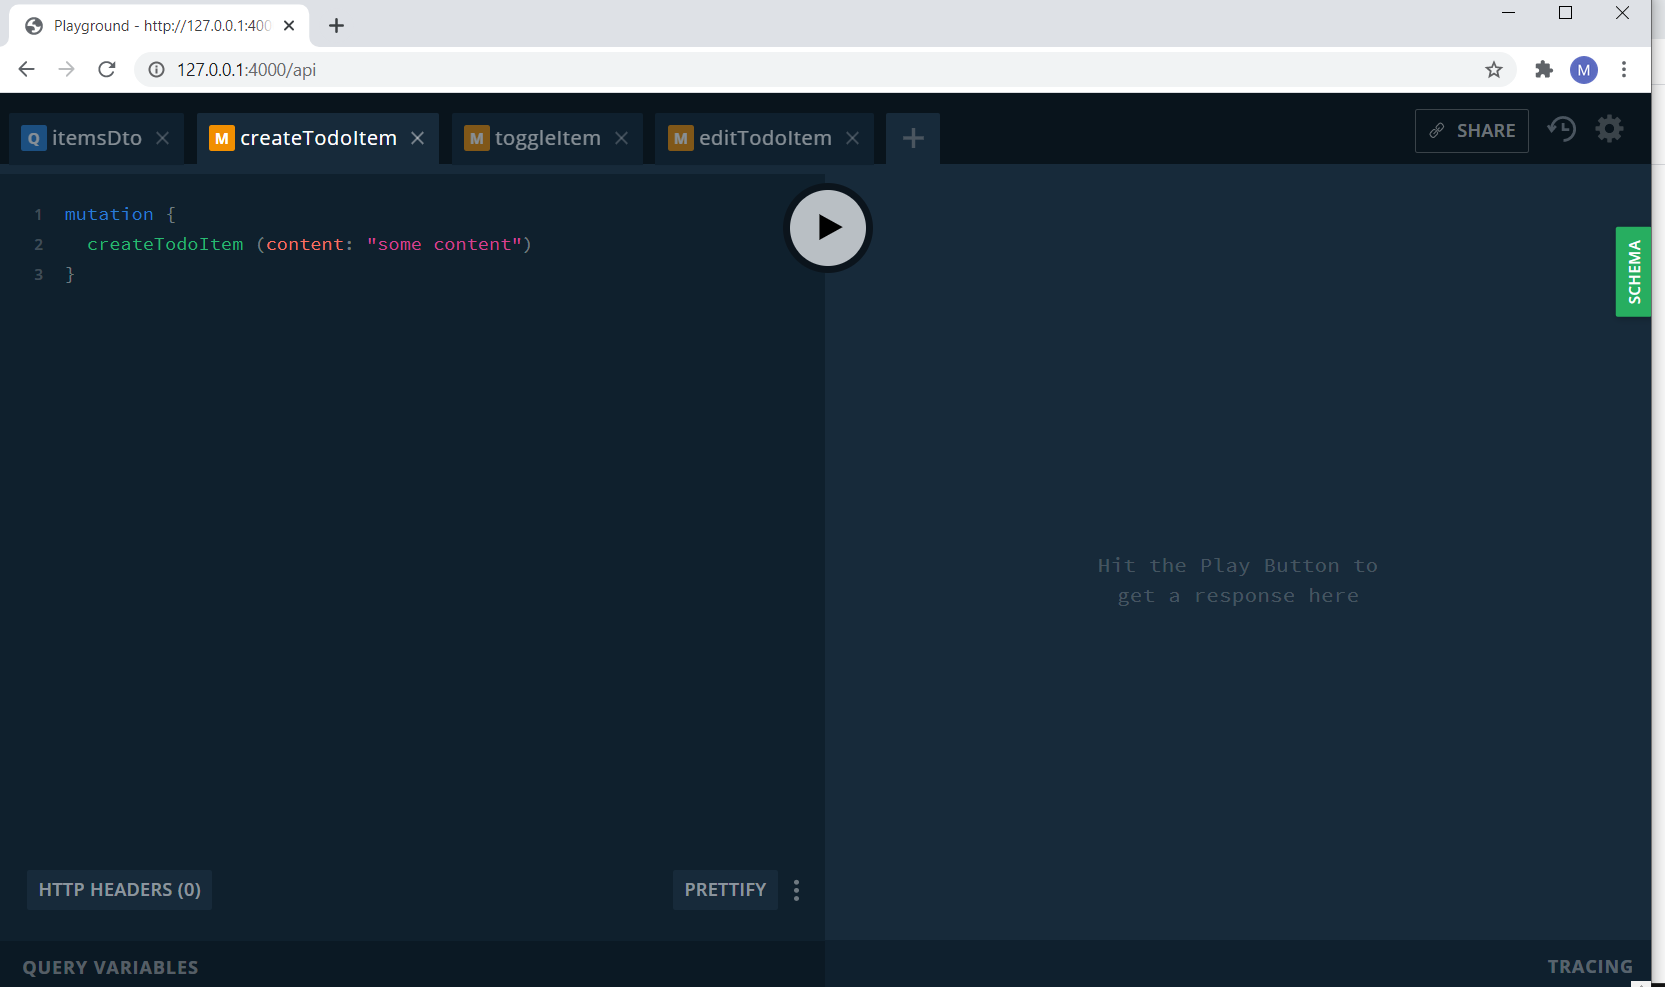 Playground - http://127.0.0.1:400
127.0.0.1:4000/api
M
Q itemsDto
M createTodoItem
M toggleItem
M editTodoItem
SHARE
1 mutation {
2 createTodoItem (content: "some content")
3 }
SCHEMA
Hit the Play Button to
get a response here
HTTP HEADERS (0)
PRETTIFY
QUERY VARIABLES
TRACING